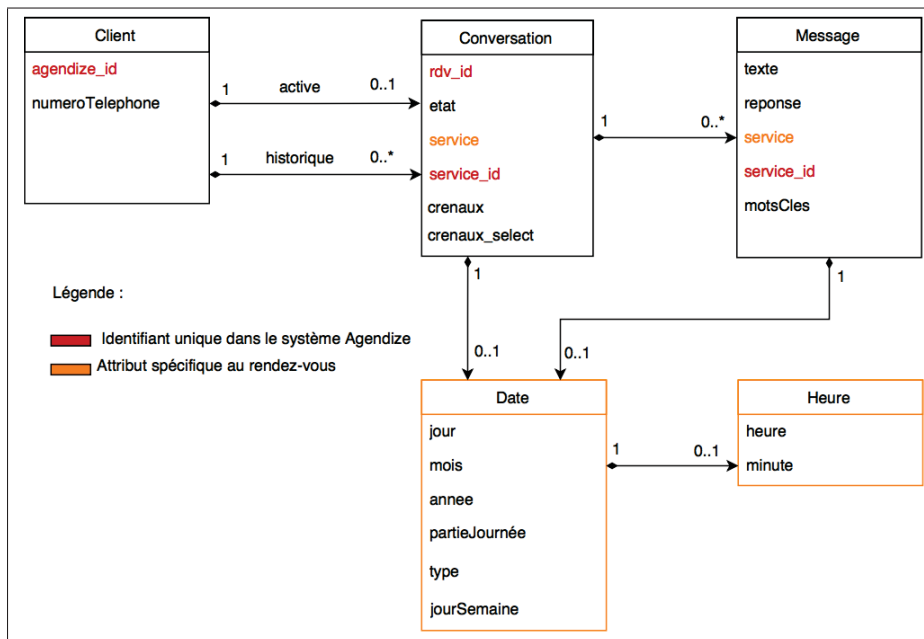 Client
agendize_id
numeroTelephone
1
active
0..1
1
historique
0..*
Conversation
rdv_id
etat
service
service_id
crenaux
crenaux_select
1
0..*
Message
texte
reponse
service
service_id
motsCles
1
0..1
1
0..1
Légende :
Identifiant unique dans le système Agendize
Attribut spécifique au rendez-vous
Date
jour
mois
annee
partieJournée
type
jourSemaine
1
0..1
Heure
heure
minute